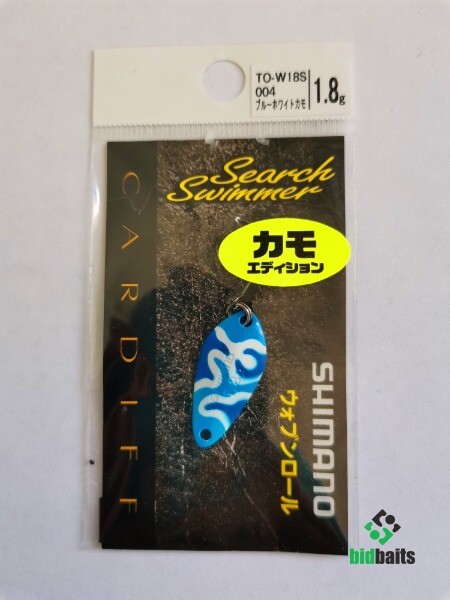 TO-W18S
004
ブルーホワイトカモ
1.8g
Search
Swimmer
カモ
エディション
CARDIFF
SHIMANO
ウォブンロール
bidbaits